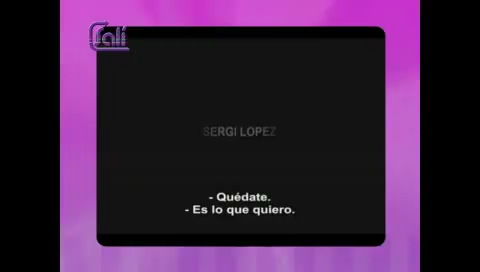 Cali
SERGI LOPEZ
- Quédate.
- Es lo que quiero.